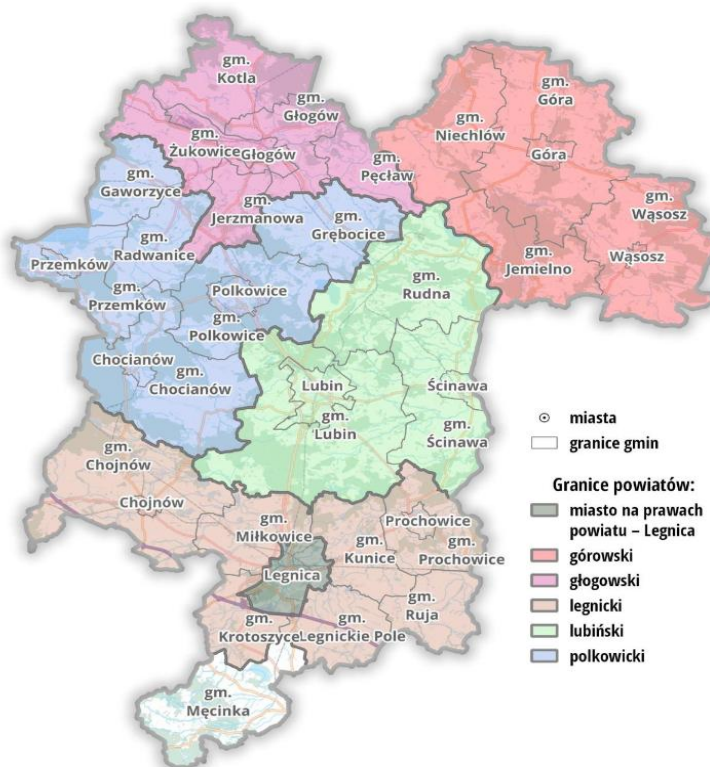 gm.
Kotla
gm.
Głogów
gm.
Góra
gm.
Niechlów
gm.
Żukowice
Głogów
Góra
gm.
Pęcław
gm.
Gaworzyce
gm.
Wąsosz
gm.
Jerzmanowa
gm.
Grębocice
gm.
Radwanice
Przemków
gm.
Jemielno
Wąsosz
gm.
Rudna
Polkowice
gm.
Przemków
gm.
Polkowice
Chocianów
gm.
Chocianów
Lubin
Ścinawa
gm.
Lubin
gm.
Ścinawa
miasta
granice gmin
gm.
Chojnów
Chojnów
Granice powiatów:
miasto na prawach
powiatu – Legnica
górowski
głogowski
legnicki
lubiński
polkowicki
gm.
Miłkowice
Prochowice
gm.
Kunice
gm.
Prochowice
Legnica
gm.
Ruja
gm.
Krotoszyce
gm.
Legnickie Pole
gm.
Męcinka